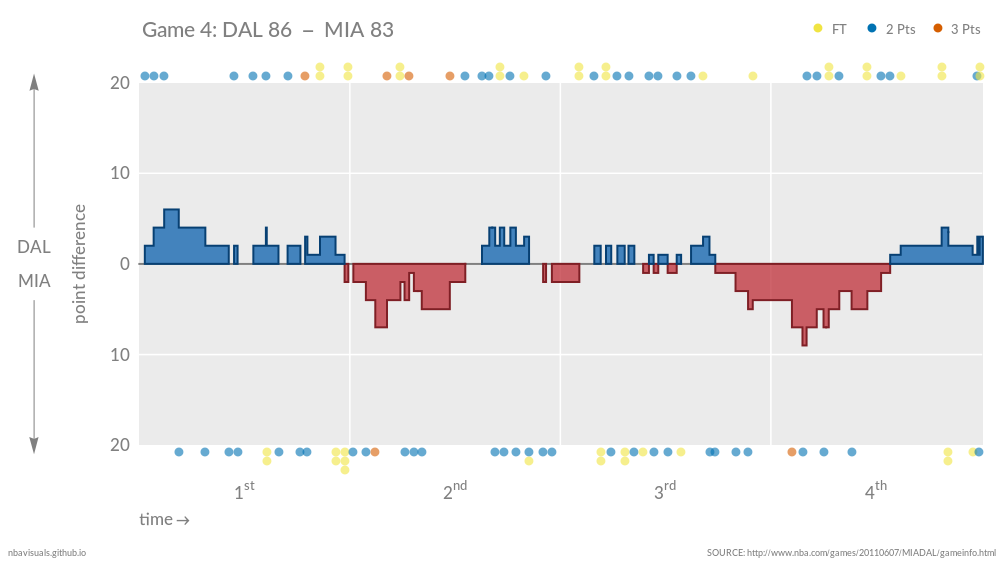 Game 4: DAL 86 – MIA 83
FT
2 Pts
3 Pts
20
10
0
10
20
DAL
MIA
point difference
1st
2nd
3rd
4th
time→
nbavisuals.github.io
SOURCE: http://www.nba.com/games/20110607/MIADAL/gameinfo.html